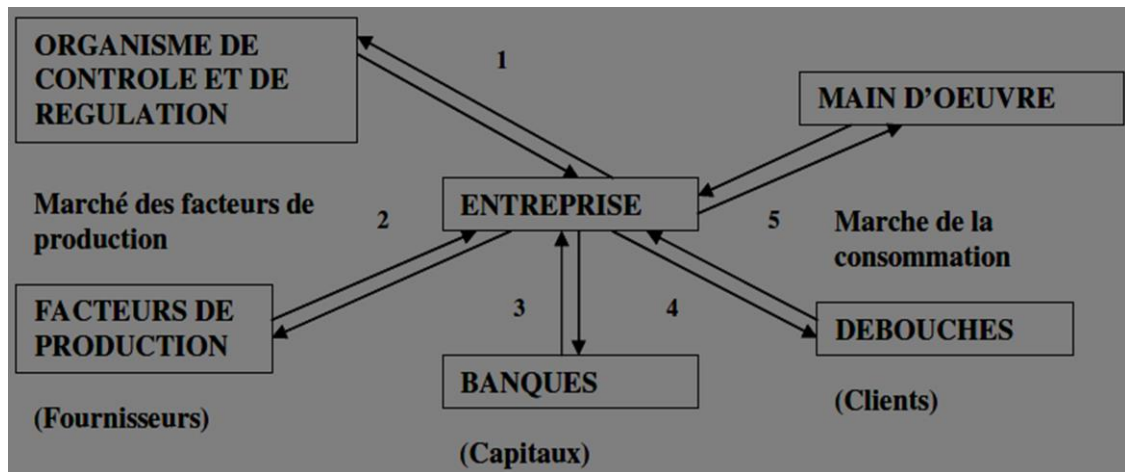 ORGANISME DE
CONTROLE ET DE
REGULATION
1
MAIN D'OEUVRE
Marché des facteurs de
production
2
ENTREPRISE
5
Marche de la
consommation
FACTEURS DE
PRODUCTION
(Fournisseurs)
3
4
BANQUES
(Capitaux)
DEBOUCHES
(Clients)